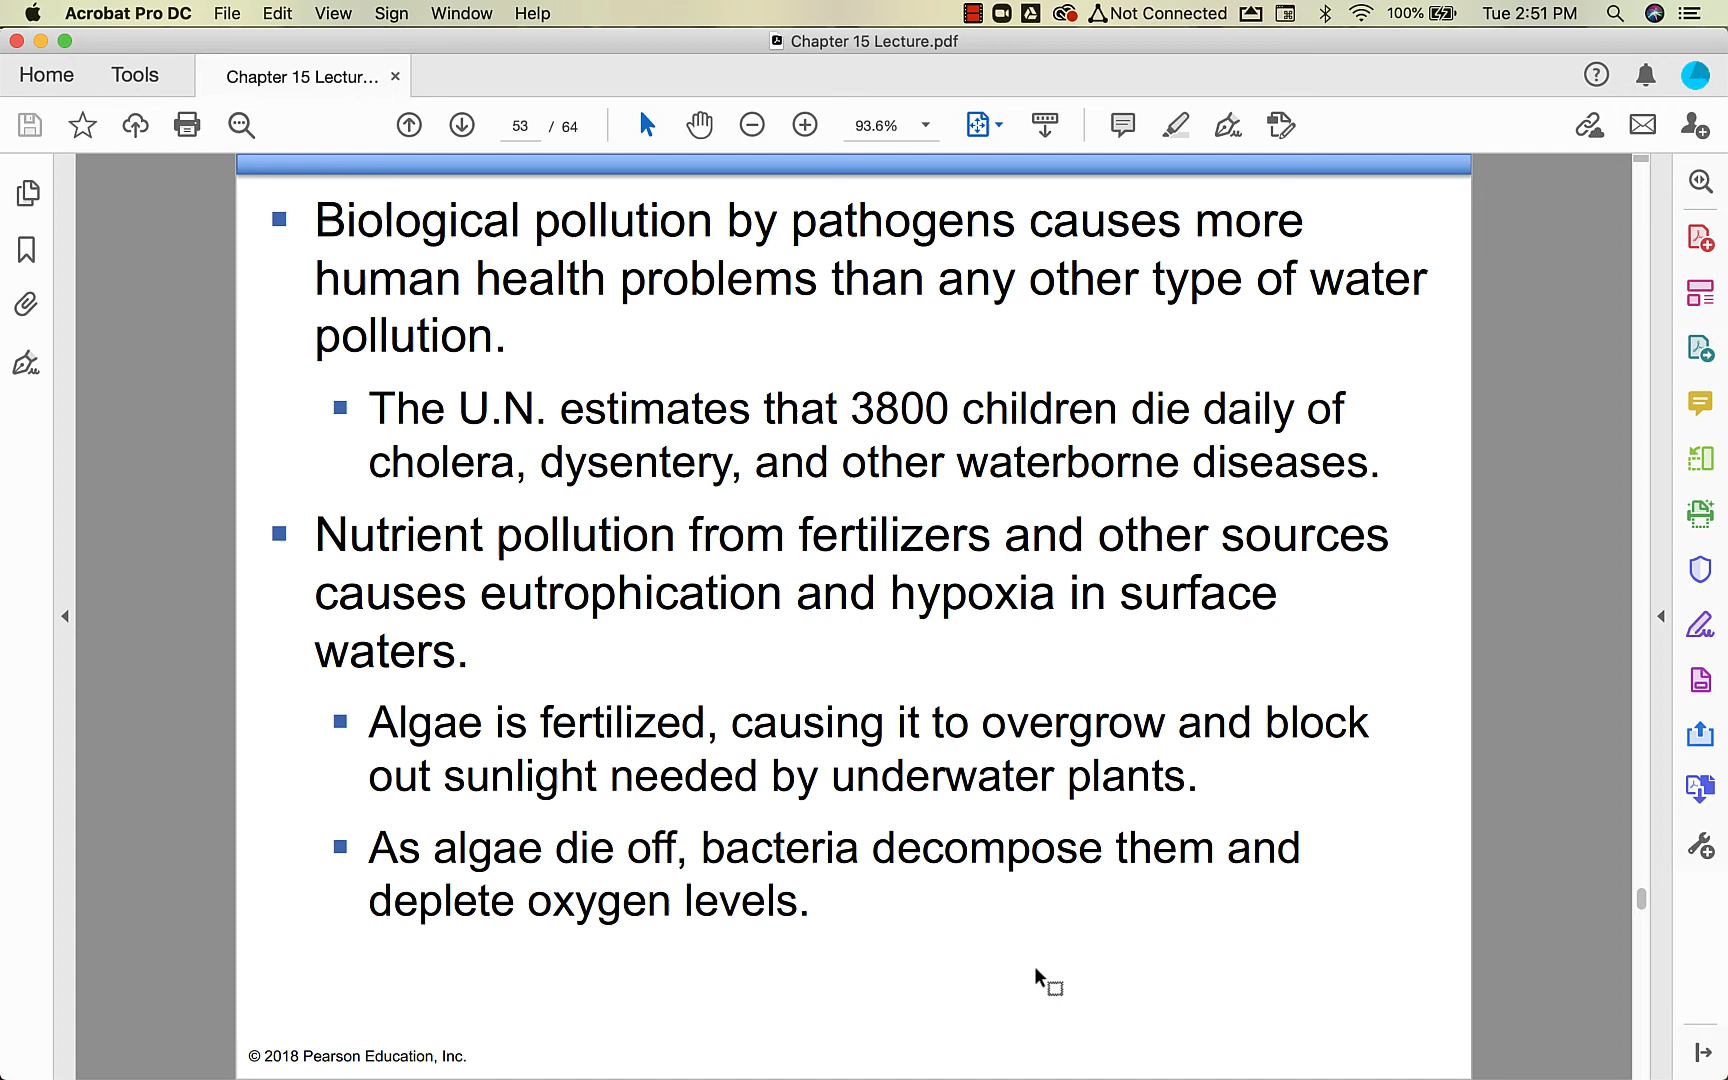 Acrobat Pro DC File Edit View Sign Window Help Not Connected 100% Tue 2:51 PM
Chapter 15 Lecture.pdf
Home Tools Chapter 15 Lectur... ×
53 / 64 93.6%
Biological pollution by pathogens causes more
human health problems than any other type of water
pollution.
The U.N. estimates that 3800 children die daily of
cholera, dysentery, and other waterborne diseases.
Nutrient pollution from fertilizers and other sources
causes eutrophication and hypoxia in surface
waters.
Algae is fertilized, causing it to overgrow and block
out sunlight needed by underwater plants.
As algae die off, bacteria decompose them and
deplete oxygen levels.
© 2018 Pearson Education, Inc.